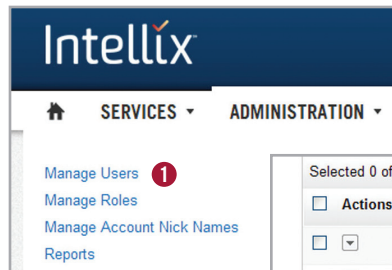 Intellix
SERVICES ADMINISTRATION
Manage Users 1
Manage Roles
Manage Account Nick Names
Reports
Selected 0 of
Actions